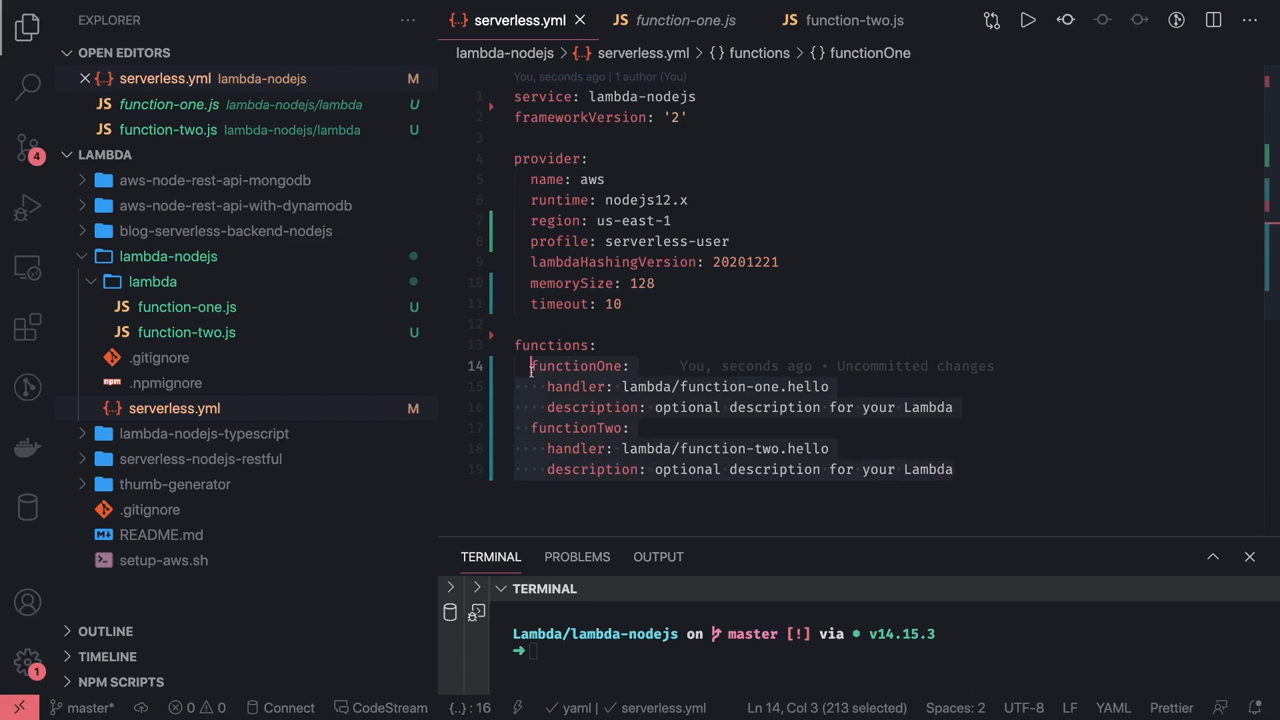 EXPLORER
OPEN EDITORS
serverless.yml lambda-nodejs M
function-one.js lambda-nodejs/lambda U
function-two.js lambda-nodejs/lambda U
LAMBDA
aws-node-rest-api-mongodb
aws-node-rest-api-with-dynamodb
blog-serverless-backend-nodejs
lambda-nodejs
lambda
JS function-one.js U
JS function-two.js U
.gitignore
npm .npmignore
{..} serverless.yml M
lambda-nodejs-typescript
serverless-nodejs-restful
thumb-generator
.gitignore
README.md
setup-aws.sh
OUTLINE
TIMELINE
NPM SCRIPTS
4
1
{..} serverless.yml
JS function-one.js
JS function-two.js
lambda-nodejs > {..} serverless.yml > {} functions > {} functionOne
You, seconds ago | 1 author (You)
1 service: lambda-nodejs
2 frameworkVersion: '2'
3
4 provider:
5 name: aws
6 runtime: nodejs12.x
7 region: us-east-1
8 profile: serverless-user
9 lambdaHashingVersion: 20201221
10 memorySize: 128
11 timeout: 10
12
13 functions:
14 functionOne: You, seconds ago • Uncommitted changes
15 handler: lambda/function-one.hello
16 description: optional description for your Lambda
17 functionTwo:
18 handler: lambda/function-two.hello
19 description: optional description for your Lambda
TERMINAL PROBLEMS OUTPUT
TERMINAL
Lambda/lambda-nodejs on master [!] via v14.15.3
➜
master* 0 0 Connect CodeStream {..} : 16 yaml | serverless.yml Ln 14, Col 3 (213 selected) Spaces: 2 UTF-8 LF YAML Prettier